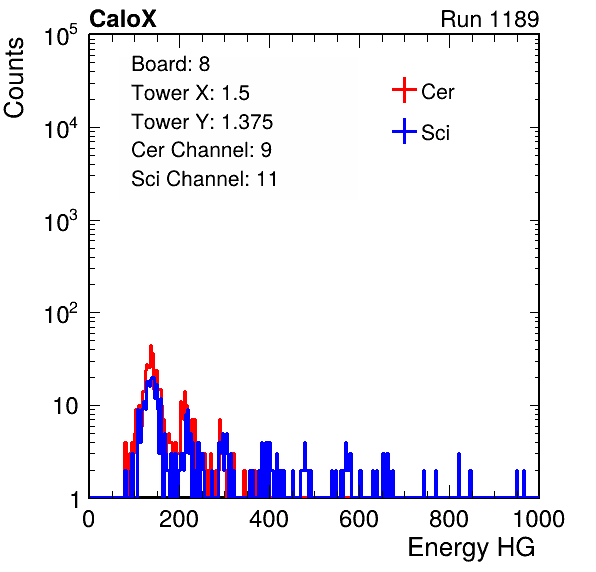 CaloX Run 1189
Counts
Board: 8
Tower X: 1.5
Tower Y: 1.375
Cer Channel: 9
Sci Channel: 11
Cer
Sci
10^5
10^4
10^3
10^2
10
1
0 200 400 600 800 1000
Energy HG